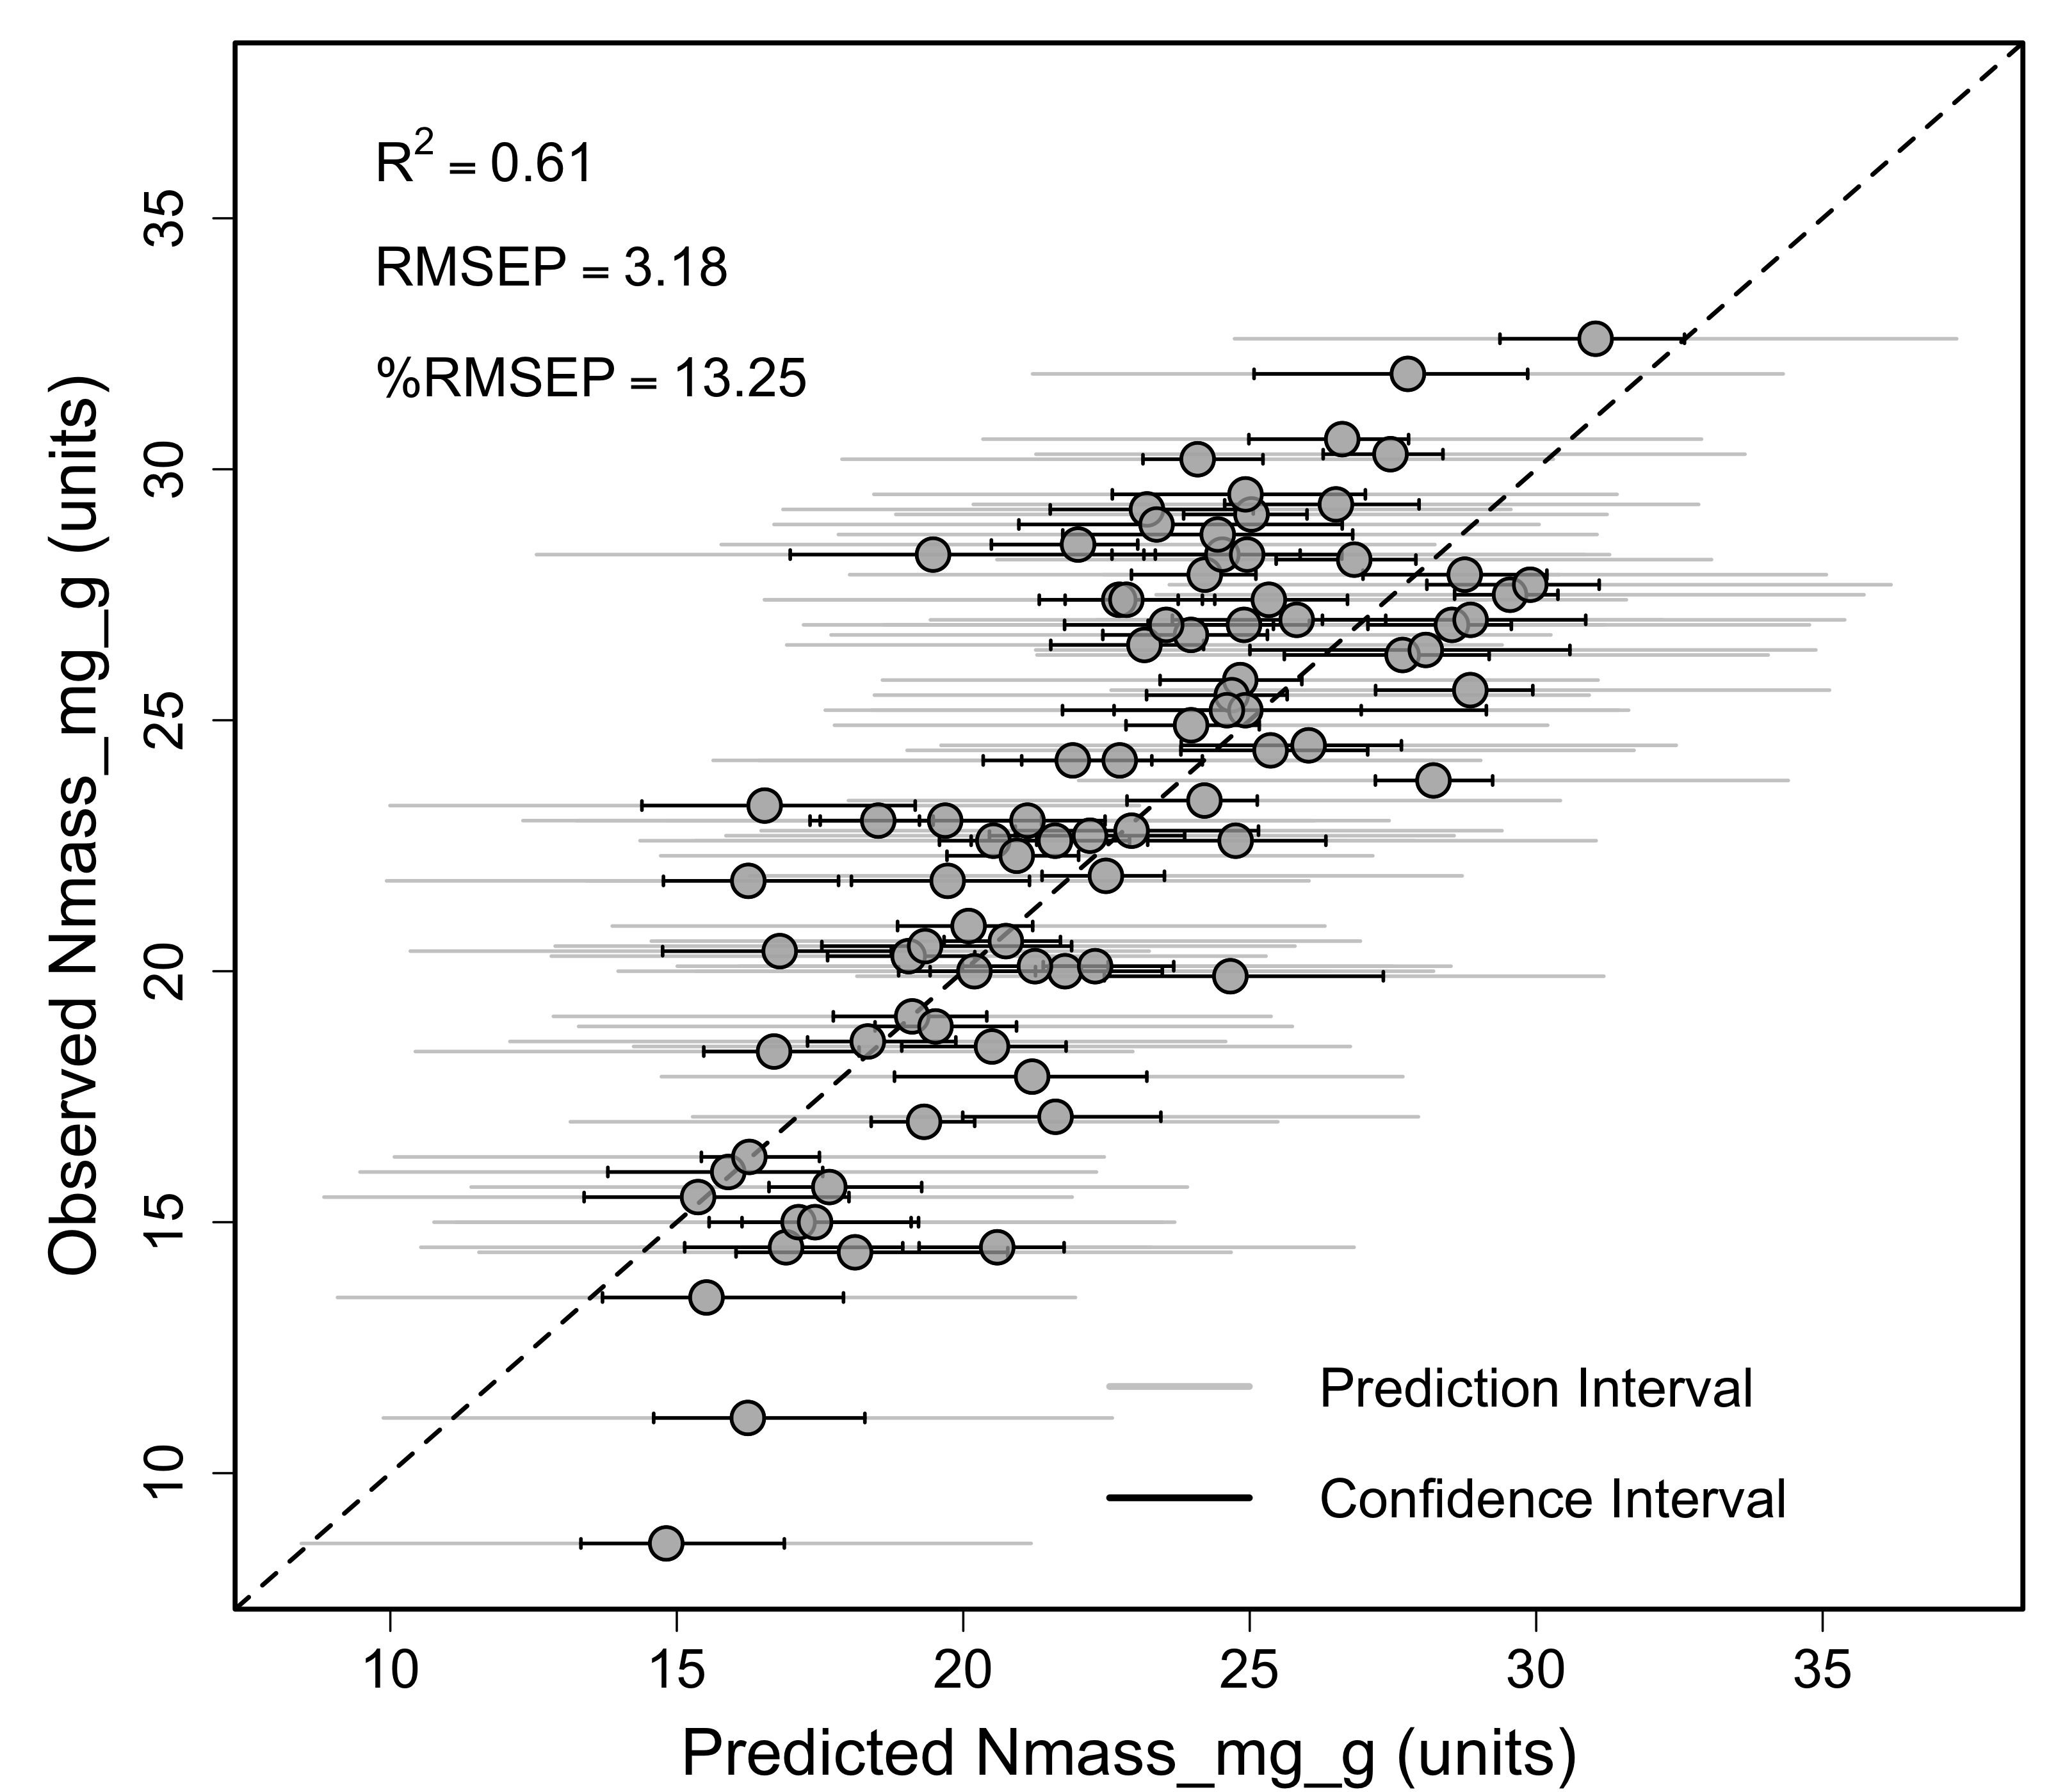 R² = 0.61
RMSEP = 3.18
%RMSEP = 13.25
Observed Nmass_mg_g (units)
35
30
25
20
15
10
Prediction Interval
Confidence Interval
10 15 20 25 30 35
Predicted Nmass_mg_g (units)